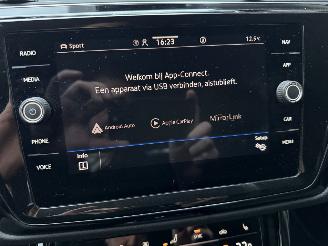 RADIO
MEDIA
PHONE
VOICE
NAV
APP
CAR
MENU
Sport
16:23
12.5°C
Welkom bij App-Connect.
Een apparaat via USB verbinden, alstublieft.
Android Auto
Apple CarPlay
MirrorLink
Info
Setup